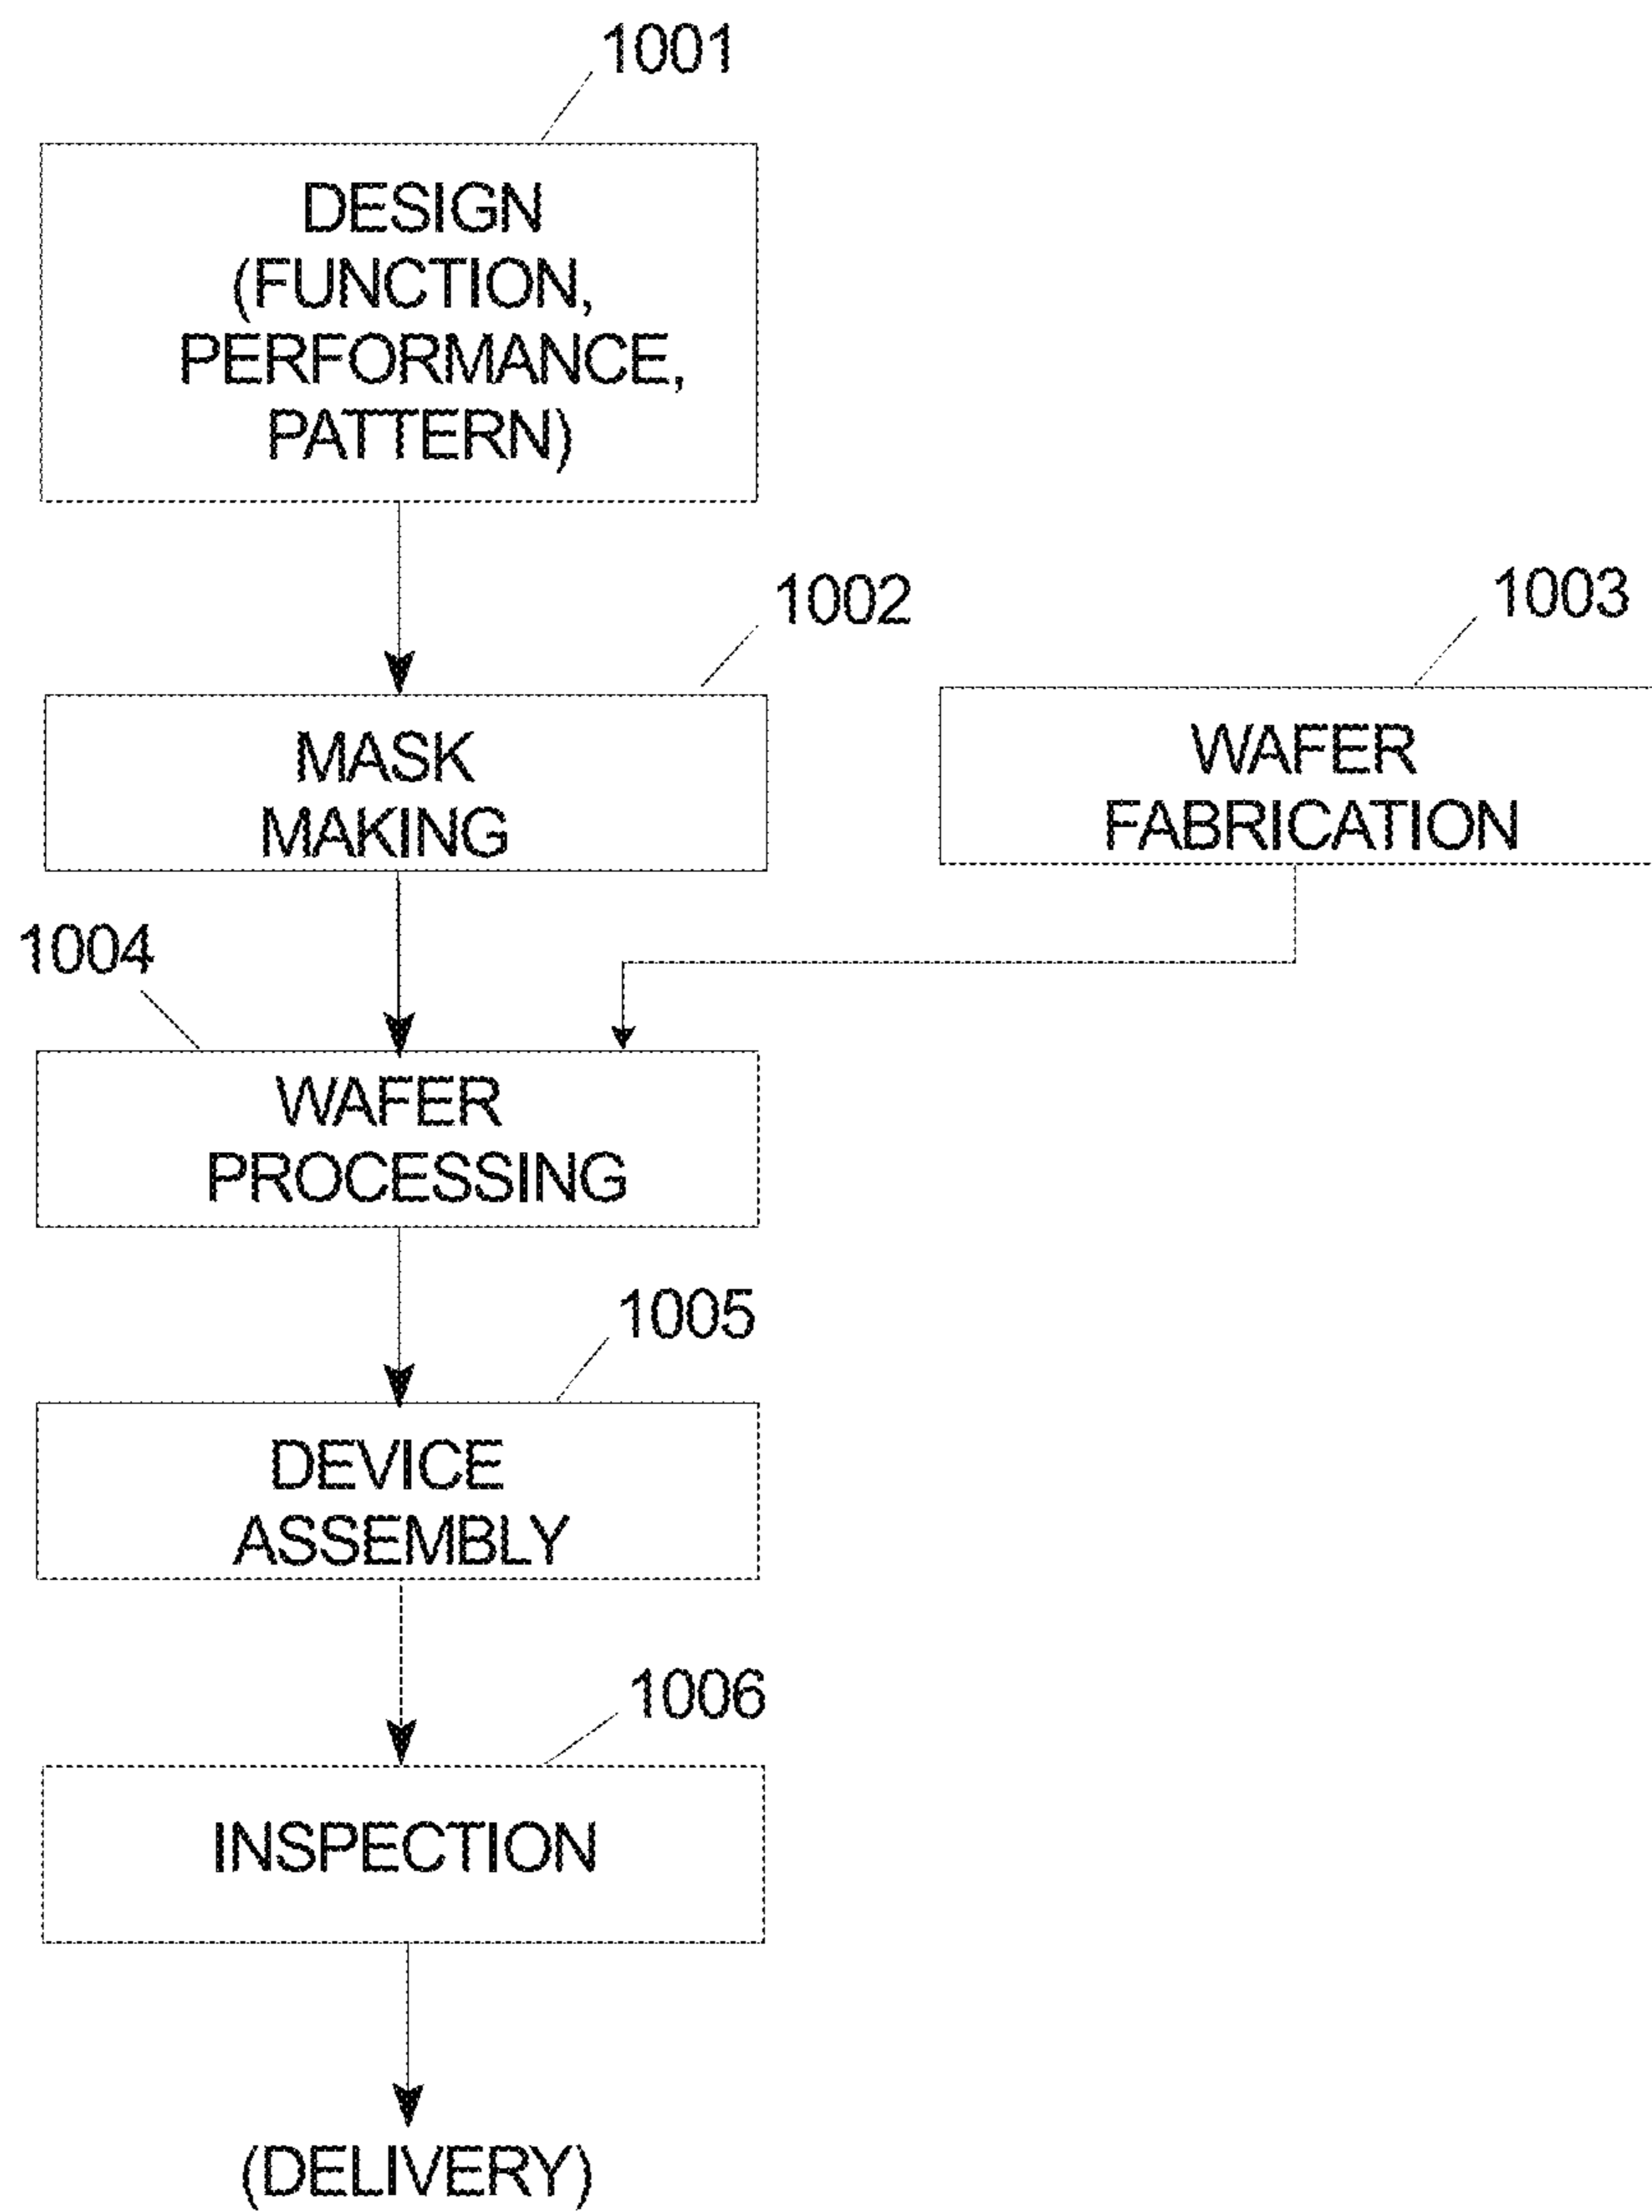 1001
DESIGN
(FUNCTION,
PERFORMANCE,
PATTERN)
1002
MASK
MAKING
1003
WAFER
FABRICATION
1004
WAFER
PROCESSING
1005
DEVICE
ASSEMBLY
1006
INSPECTION
(DELIVERY)